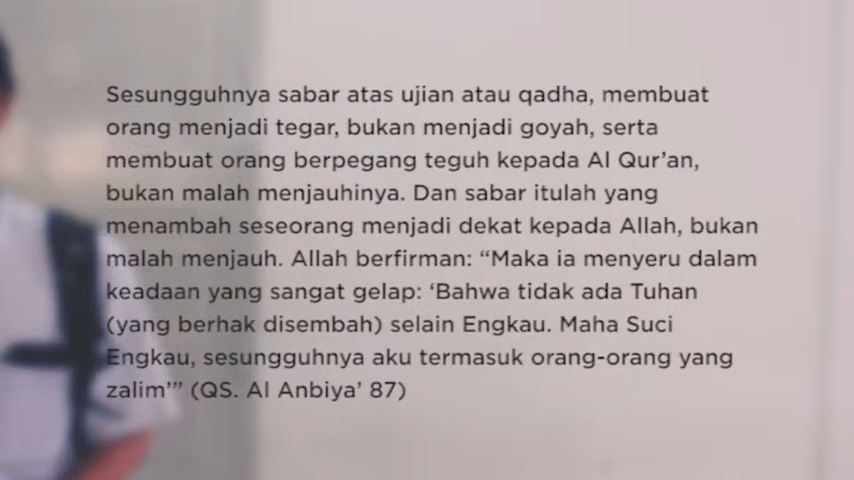 Sesungguhnya sabar atas ujian atau qadha, membuat
orang menjadi tegar, bukan menjadi goyah, serta
membuat orang berpegang teguh kepada Al Qur’an,
bukan malah menjauhinya. Dan sabar itulah yang
menambah seseorang menjadi dekat kepada Allah, bukan
malah menjauh. Allah berfirman: “Maka ia menyeru dalam
keadaan yang sangat gelap: ‘Bahwa tidak ada Tuhan
(yang berhak disembah) selain Engkau. Maha Suci
Engkau, sesungguhnya aku termasuk orang-orang yang
zalim’” (QS. Al Anbiya’ 87)